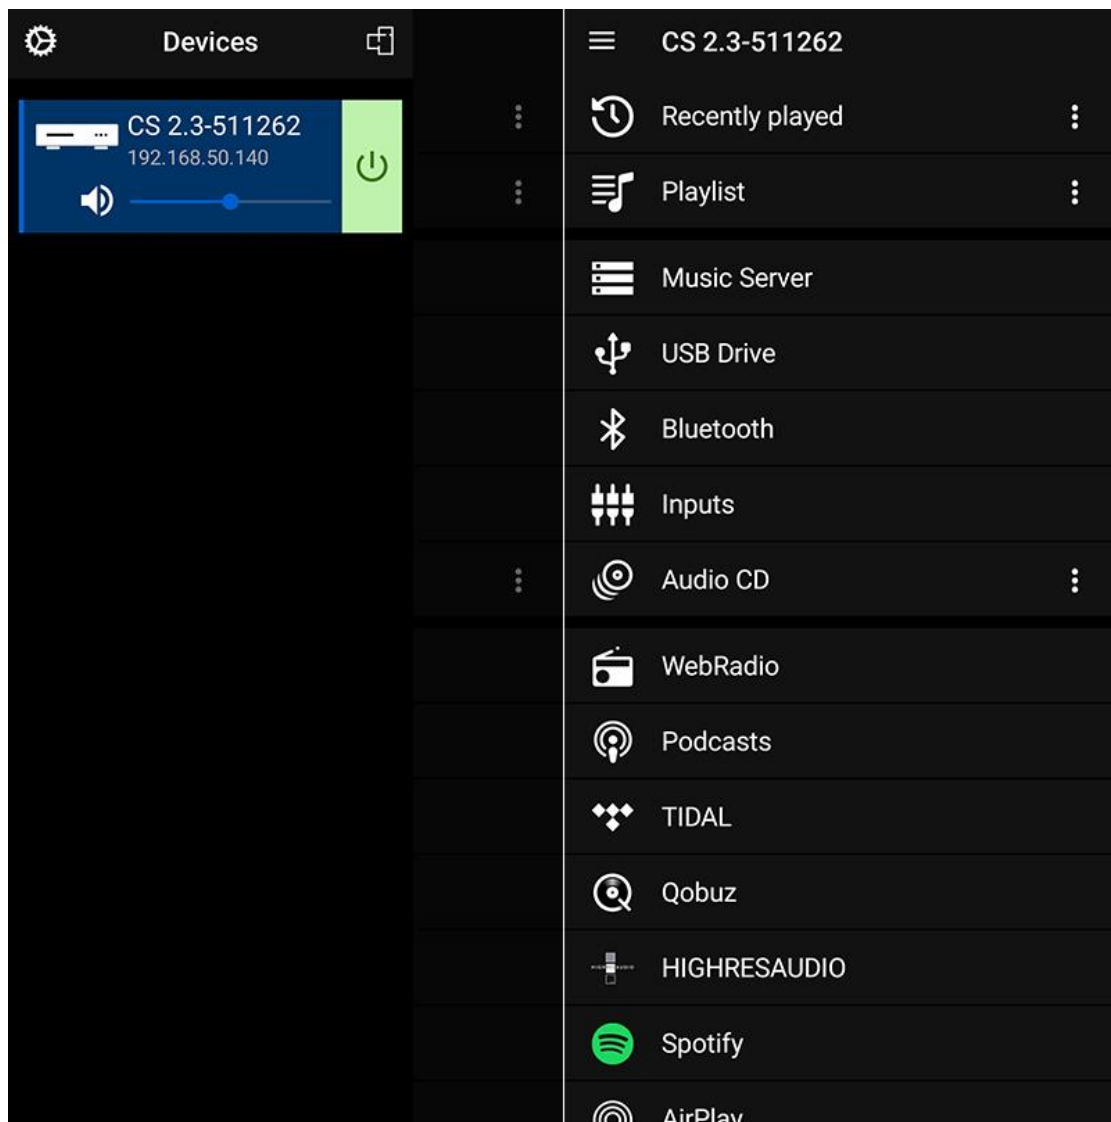 Devices
CS 2.3-511262
192.168.50.140
CS 2.3-511262
Recently played
Playlist
Music Server
USB Drive
Bluetooth
Inputs
Audio CD
WebRadio
Podcasts
TIDAL
Qobuz
HIGHRESAUDIO
Spotify
AirPlay